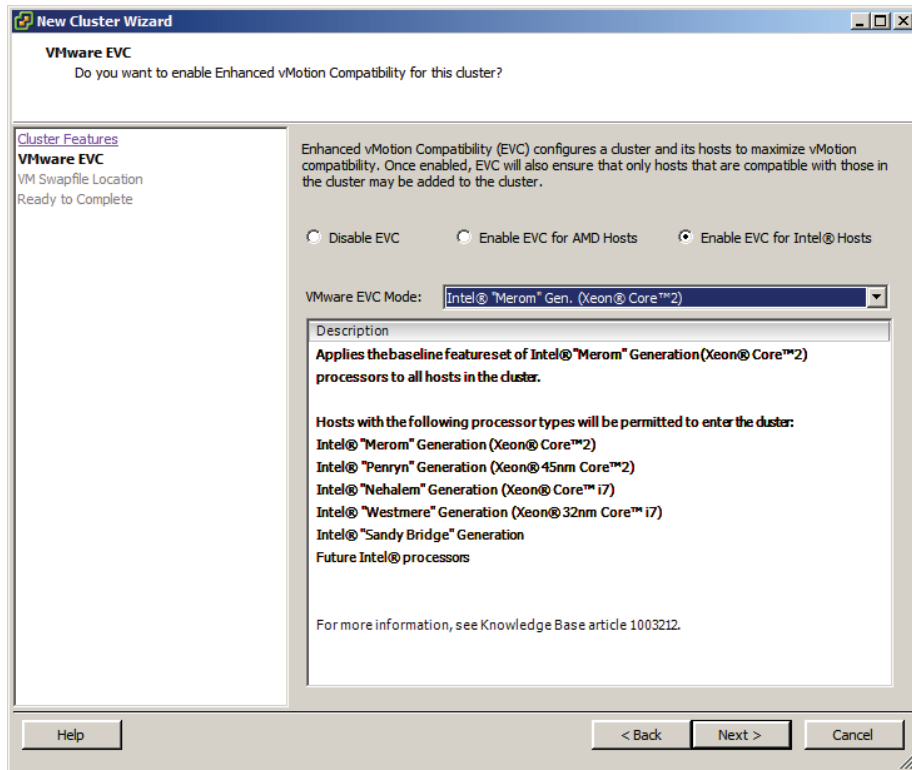 New Cluster Wizard
VMware EVC
Do you want to enable Enhanced vMotion Compatibility for this cluster?
Cluster Features
VMware EVC
VM Swapfile Location
Ready to Complete
Enhanced vMotion Compatibility (EVC) configures a cluster and its hosts to maximize vMotion
compatibility. Once enabled, EVC will also ensure that only hosts that are compatible with those in
the cluster may be added to the cluster.
Disable EVC Enable EVC for AMD Hosts Enable EVC for Intel® Hosts
VMware EVC Mode: Intel® "Merom" Gen. (Xeon® Core™2)
Description
Applies the baseline feature set of Intel® "Merom" Generation (Xeon® Core™2)
processors to all hosts in the cluster.
Hosts with the following processor types will be permitted to enter the cluster:
Intel® "Merom" Generation (Xeon® Core™2)
Intel® "Penryn" Generation (Xeon® 45nm Core™2)
Intel® "Nehalem" Generation (Xeon® Core™ i7)
Intel® "Westmere" Generation (Xeon® 32nm Core™ i7)
Intel® "Sandy Bridge" Generation
Future Intel® processors
For more information, see Knowledge Base article 1003212.
Help < Back Next > Cancel